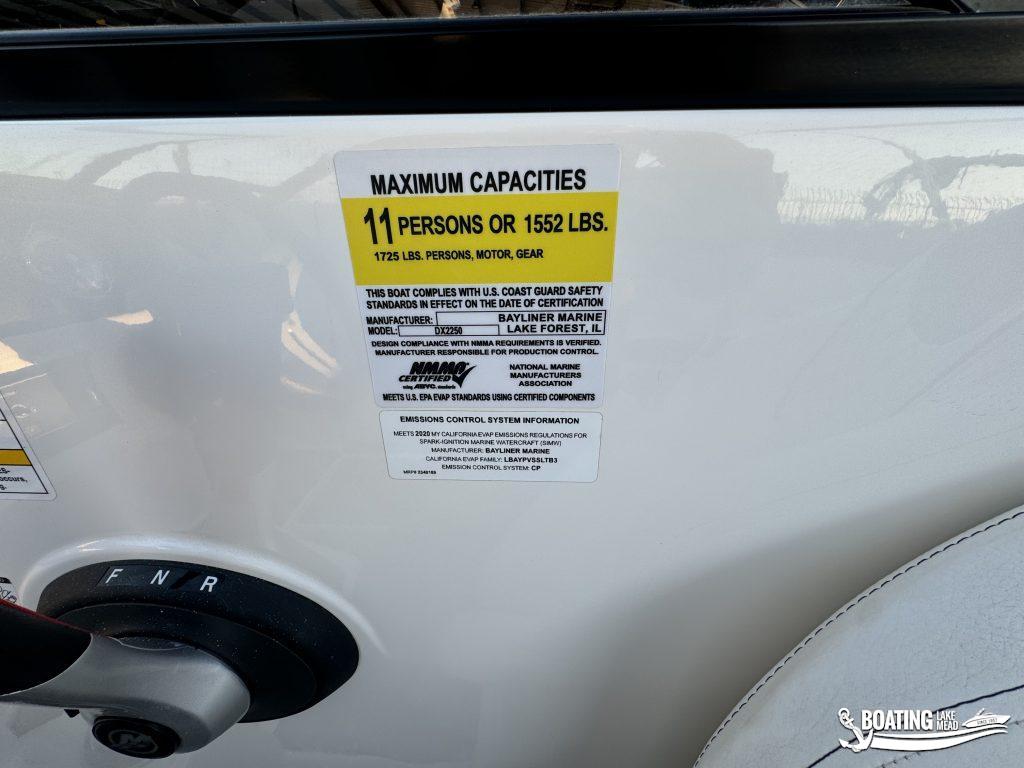 MAXIMUM CAPACITIES
11 PERSONS OR 1552 LBS.
1725 LBS. PERSONS, MOTOR, GEAR
THIS BOAT COMPLIES WITH U.S. COAST GUARD SAFETY
STANDARDS IN EFFECT ON THE DATE OF CERTIFICATION
MANUFACTURER: BAYLINER MARINE
MODEL: DX2250 LAKE FOREST, IL
DESIGN COMPLIANCE WITH NMMA REQUIREMENTS IS VERIFIED.
MANUFACTURER RESPONSIBLE FOR PRODUCTION CONTROL.
NMMA
CERTIFIED
using ABYC standards
NATIONAL MARINE
MANUFACTURERS
ASSOCIATION
MEETS U.S. EPA EVAP STANDARDS USING CERTIFIED COMPONENTS
EMISSIONS CONTROL SYSTEM INFORMATION
MEETS 2020 MY CALIFORNIA EVAP EMISSIONS REGULATIONS FOR
SPARK-IGNITION MARINE WATERCRAFT (SIMW)
MANUFACTURER: BAYLINER MARINE
CALIFORNIA EVAP FAMILY: LBAYPVSSLTB3
EMISSION CONTROL SYSTEM: CP
occurs,
F N R
BOATING LAKE MEAD